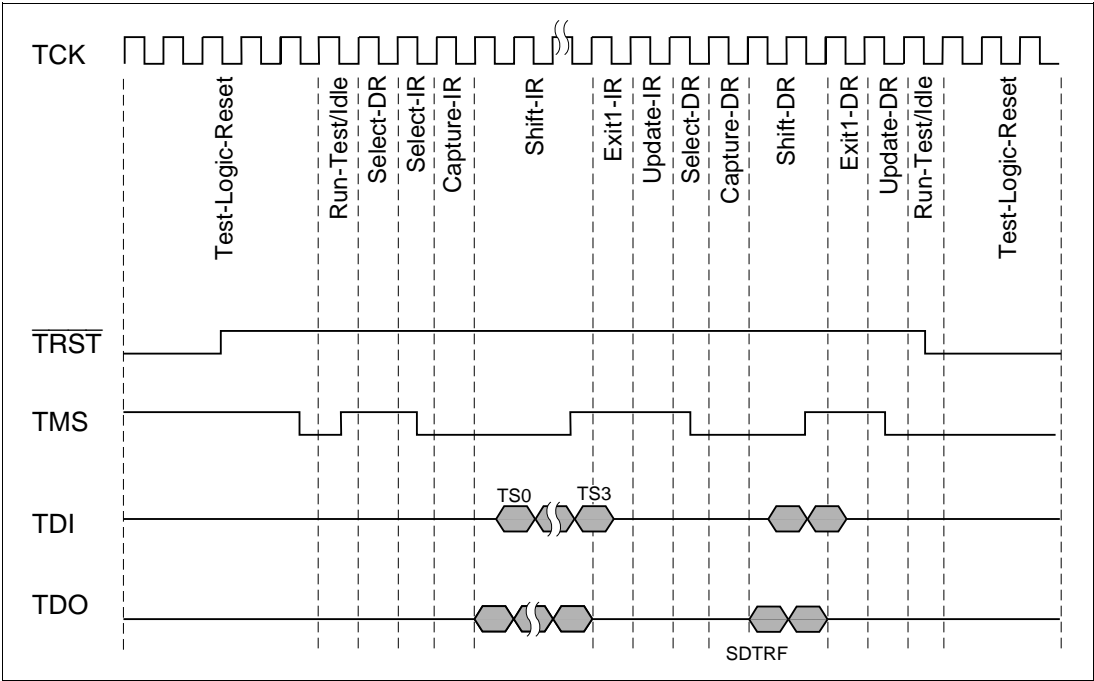 TCK
Test-Logic-Reset
Run-Test/Idle
Select-DR
Select-IR
Capture-IR
Shift-IR
Exit1-IR
Update-IR
Select-DR
Capture-DR
Shift-DR
Exit1-DR
Update-DR
Run-Test/Idle
Test-Logic-Reset
TRST
TMS
TS0
TS3
TDI
TDO
SDTRF